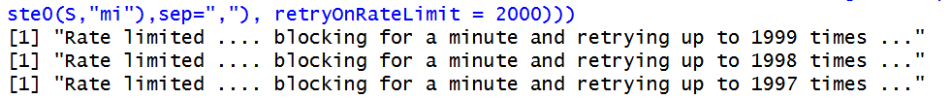 ste0(S,"mi"),sep=","), retryOnRateLimit = 2000)))
[1] "Rate limited .... blocking for a minute and retrying up to 1999 times ..."
[1] "Rate limited .... blocking for a minute and retrying up to 1998 times ..."
[1] "Rate limited .... blocking for a minute and retrying up to 1997 times ..."